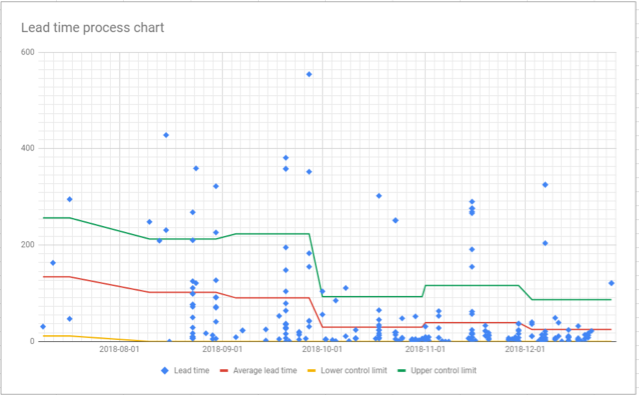 Lead time process chart
600
400
200
0
2018-08-01 2018-09-01 2018-10-01 2018-11-01 2018-12-01
Lead time Average lead time Lower control limit Upper control limit